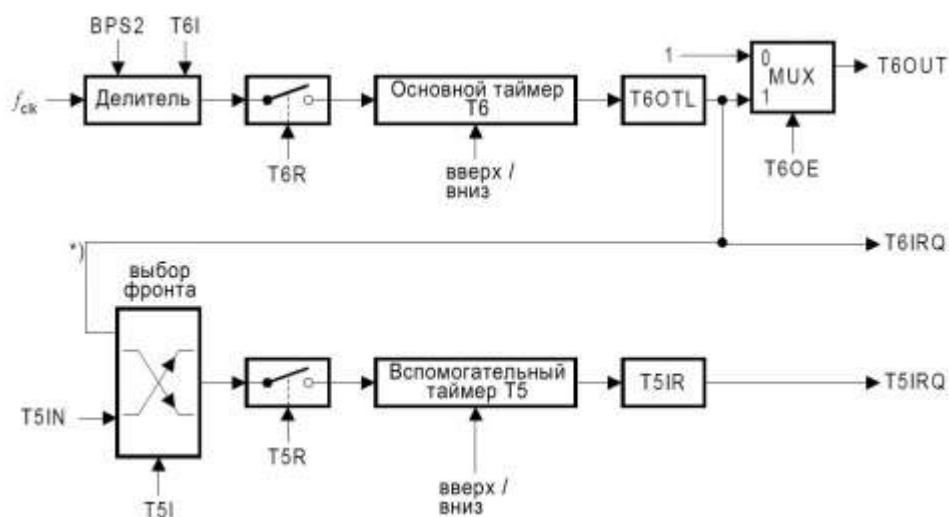 BPS2 T6I
f clk
Делитель
T6R
Основной таймер
T6
вверх /
вниз
T6OTL
1
0
MUX
1
T6OUT
T6OE
T6IRQ
*)
выбор
фронта
T5IN
T5I
T5R
Вспомогательный
таймер T5
вверх /
вниз
T5IR
T5IRQ